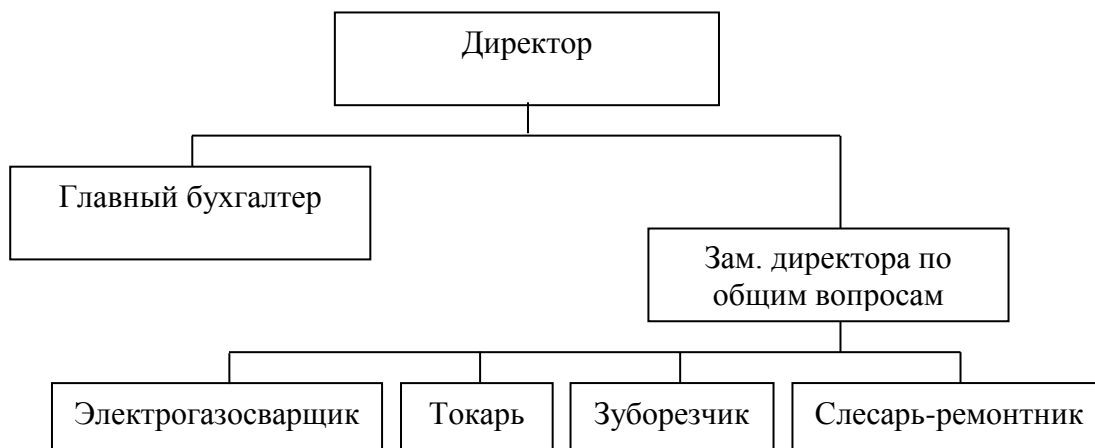 Директор
Главный бухгалтер
Зам. директора по
общим вопросам
Электрогазосварщик
Токарь
Зуборезчик
Слесарь-ремонтник